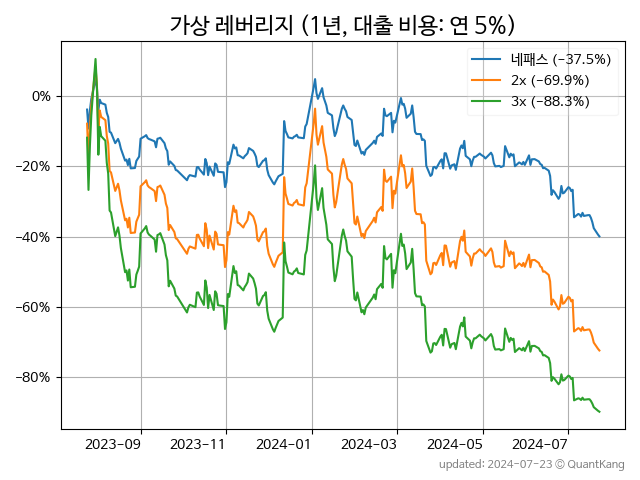 가상 레버리지 (1년, 대출 비용: 연 5%)
네패스 (−37.5%)
2x (−69.9%)
3x (−88.3%)
0%
−20%
−40%
−60%
−80%
2023-09 2023-11 2024-01 2024-03 2024-05 2024-07
updated: 2024-07-23 © QuantKang